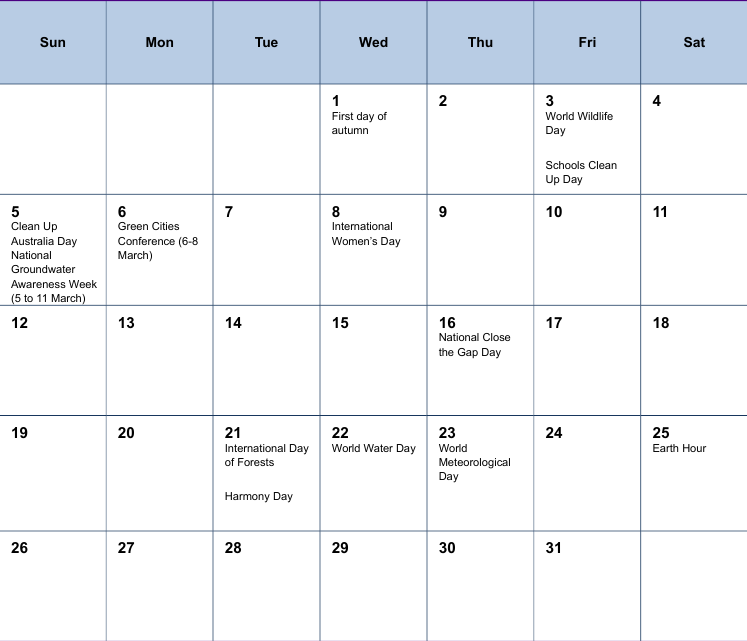 Sun Mon Tue Wed Thu Fri Sat
1
First day of
autumn
2
3
World Wildlife
Day
Schools Clean
Up Day
4
5
Clean Up
Australia Day
National
Groundwater
Awareness Week
(5 to 11 March)
6
Green Cities
Conference (6-8
March)
7
8
International
Women's Day
9
10
11
12
13
14
15
16
National Close
the Gap Day
17
18
19
20
21
International Day
of Forests
Harmony Day
22
World Water Day
23
World
Meteorological
Day
24
25
Earth Hour
26
27
28
29
30
31